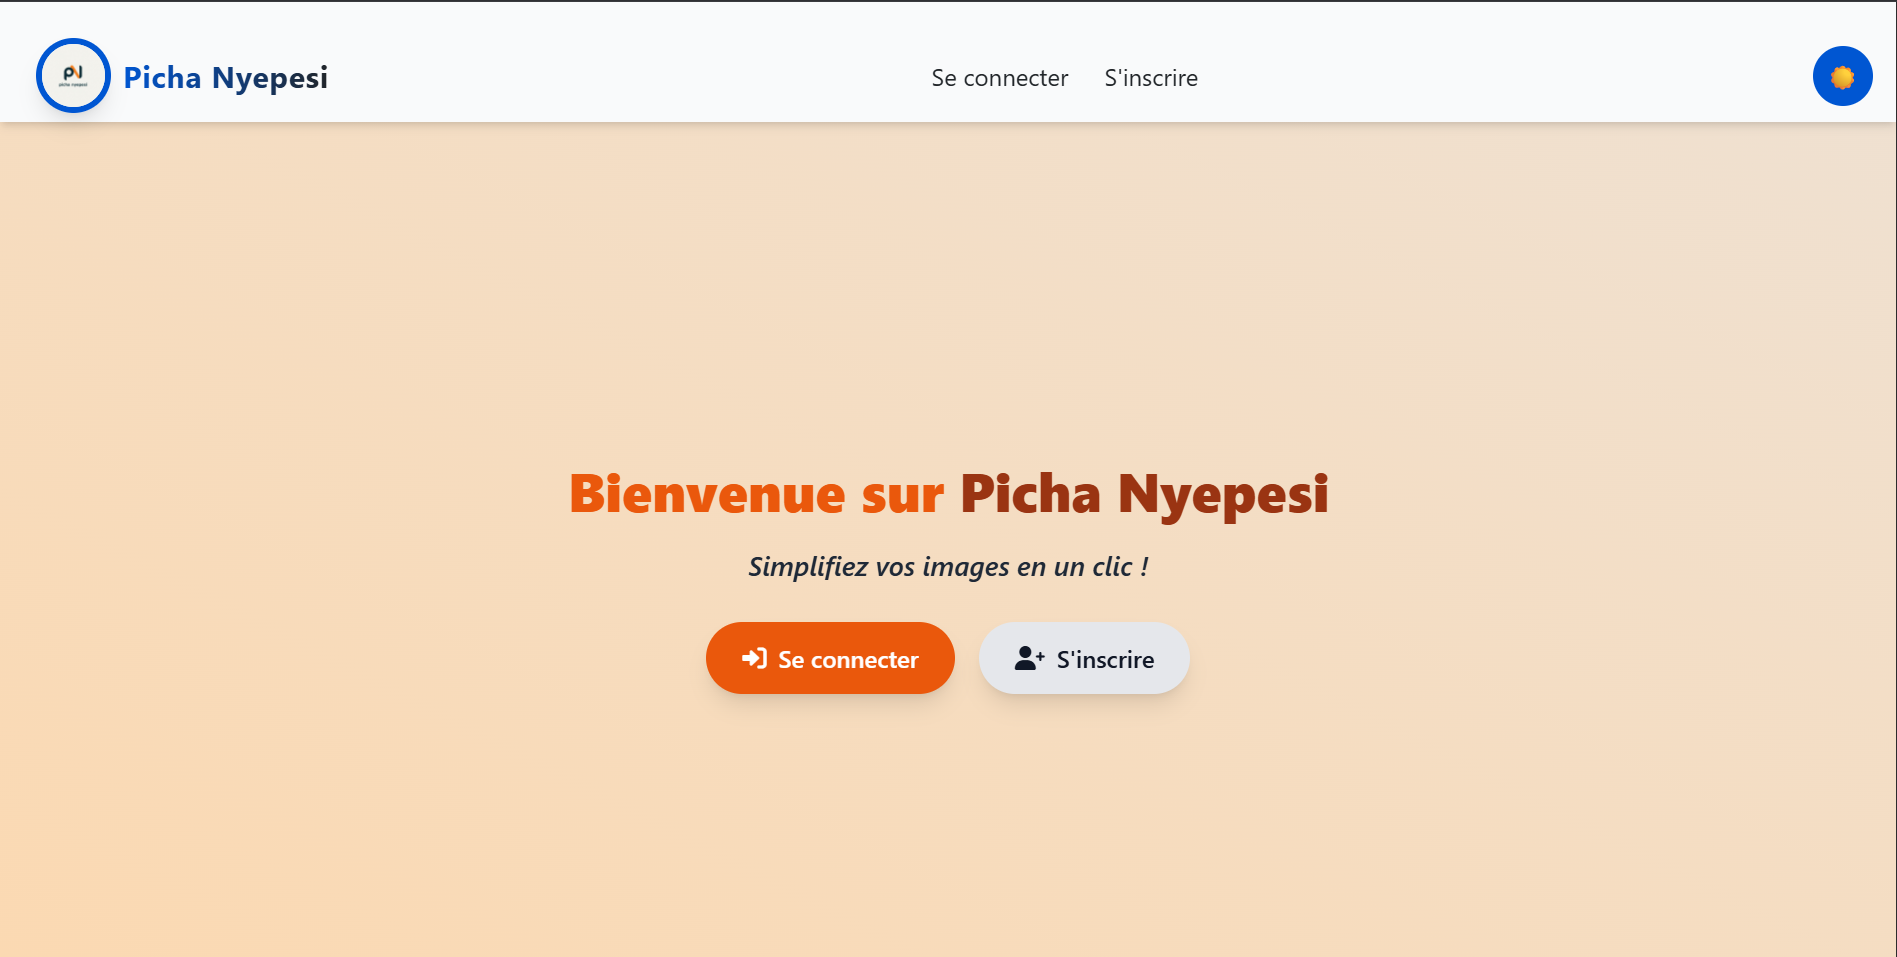 picha nyepesi
Picha Nyepesi
Se connecter
S'inscrire
Bienvenue sur Picha Nyepesi
Simplifiez vos images en un clic !
Se connecter
S'inscrire